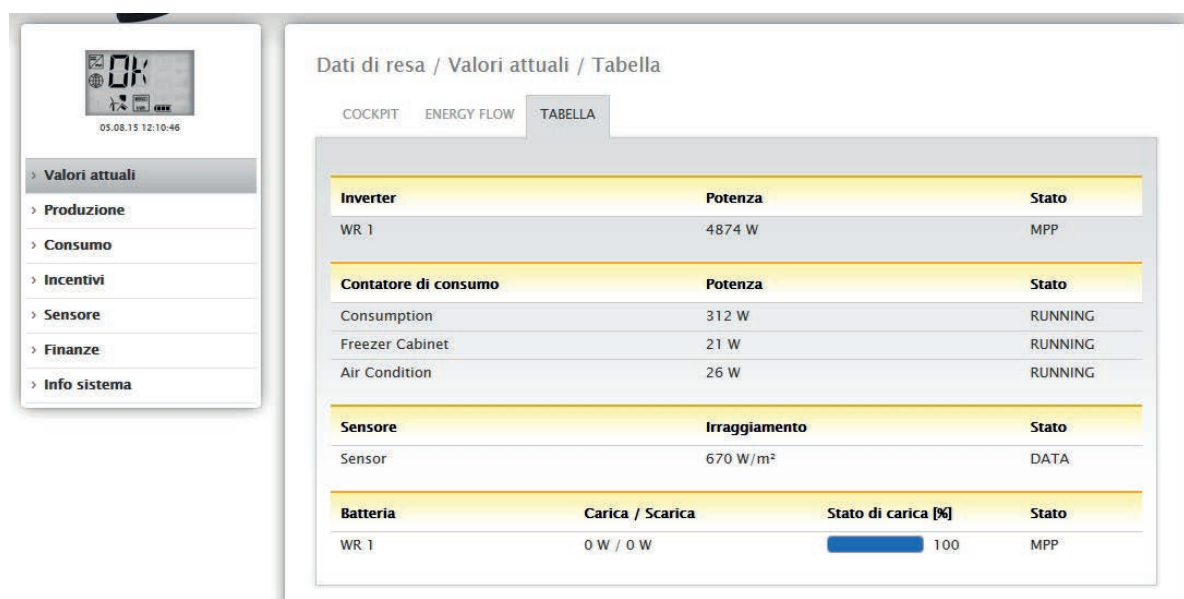 OK
05.08.15 12:10:46
› Valori attuali
› Produzione
› Consumo
› Incentivi
› Sensore
› Finanze
› Info sistema
Dati di resa / Valori attuali / Tabella
COCKPIT ENERGY FLOW TABELLA
Inverter Potenza Stato
WR 1 4874 W MPP
Contatore di consumo Potenza Stato
Consumption 312 W RUNNING
Freezer Cabinet 21 W RUNNING
Air Condition 26 W RUNNING
Sensore Irraggiamento Stato
Sensor 670 W/m² DATA
Batteria Carica / Scarica Stato di carica [%] Stato
WR 1 0 W / 0 W 100 MPP